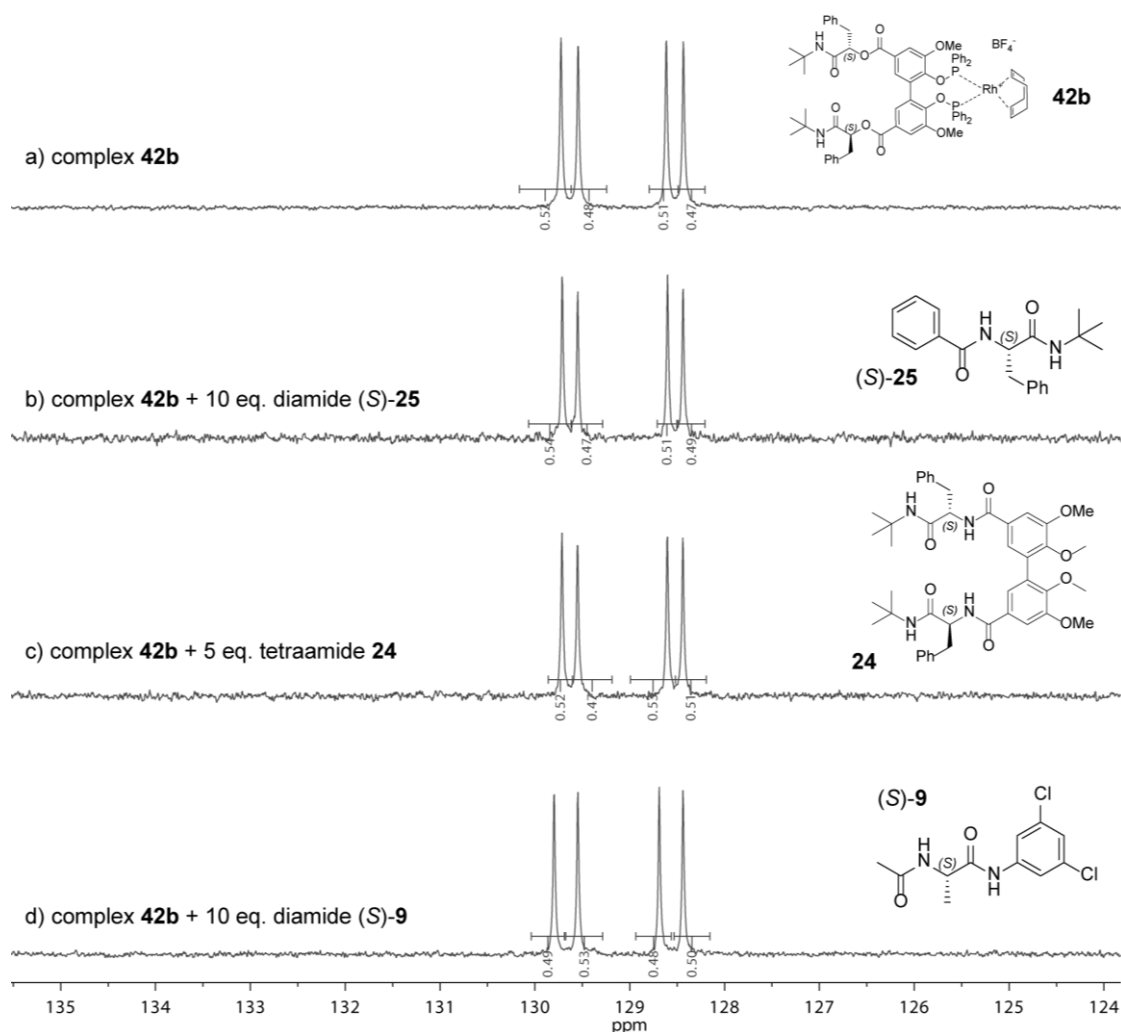 Ph
O
OMe
BF4⁻
N
H
(S)
O
O
Ph2
P
O
Rh⁺
42b
O
P
Ph2
O
H
N
(S)
O
OMe
Ph
O
a) complex 42b
0.52
0.48
0.51
0.47
H
N
O
(S)
N
H
O
Ph
(S)-25
b) complex 42b + 10 eq. diamide (S)-25
0.54
0.47
0.51
0.49
Ph
O
H
N
(S)
N
H
O
OMe
O
O
O
H
N
(S)
N
H
OMe
Ph
O
24
c) complex 42b + 5 eq. tetraamide 24
0.52
0.47
0.51
(S)-9
Cl
H
N
O
(S)
N
H
Cl
O
d) complex 42b + 10 eq. diamide (S)-9
0.49
0.53
0.48
0.50
135 134 133 132 131 130 129 128 127 126 125 124
ppm